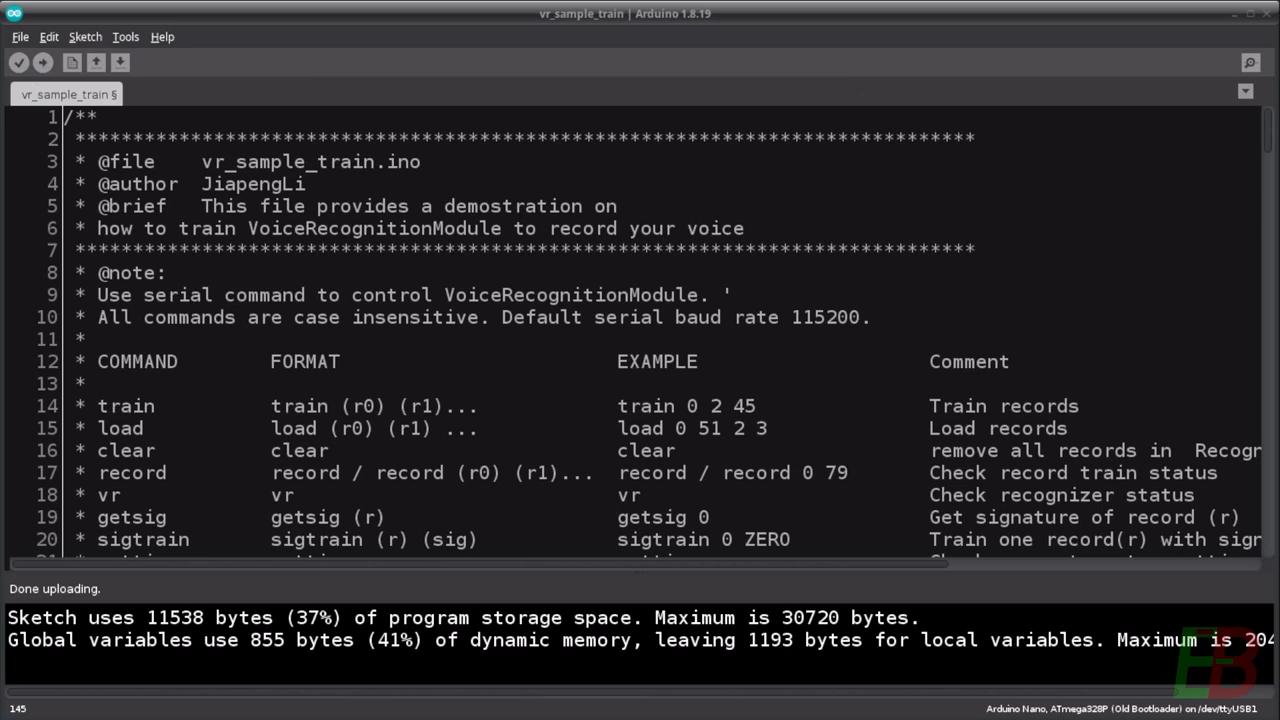 vr_sample_train | Arduino 1.8.19
File Edit Sketch Tools Help
vr_sample_train §
1 /**
2 ******************************************************************************
3 * @file vr_sample_train.ino
4 * @author JiapengLi
5 * @brief This file provides a demostration on
6 * how to train VoiceRecognitionModule to record your voice
7 ******************************************************************************
8 * @note:
9 * Use serial command to control VoiceRecognitionModule. '
10 * All commands are case insensitive. Default serial baud rate 115200.
11 *
12 * COMMAND FORMAT EXAMPLE Comment
13 *
14 * train train (r0) (r1)... train 0 2 45 Train records
15 * load load (r0) (r1) ... load 0 51 2 3 Load records
16 * clear clear clear remove all records in Recogn
17 * record record / record (r0) (r1)... record / record 0 79 Check record train status
18 * vr vr vr Check recognizer status
19 * getsig getsig (r) getsig 0 Get signature of record (r)
20 * sigtrain sigtrain (r) (sig) sigtrain 0 ZERO Train one record(r) with sign
Done uploading.
Sketch uses 11538 bytes (37%) of program storage space. Maximum is 30720 bytes.
Global variables use 855 bytes (41%) of dynamic memory, leaving 1193 bytes for local variables. Maximum is 204
EB
145 Arduino Nano, ATmega328P (Old Bootloader) on /dev/ttyUSB1